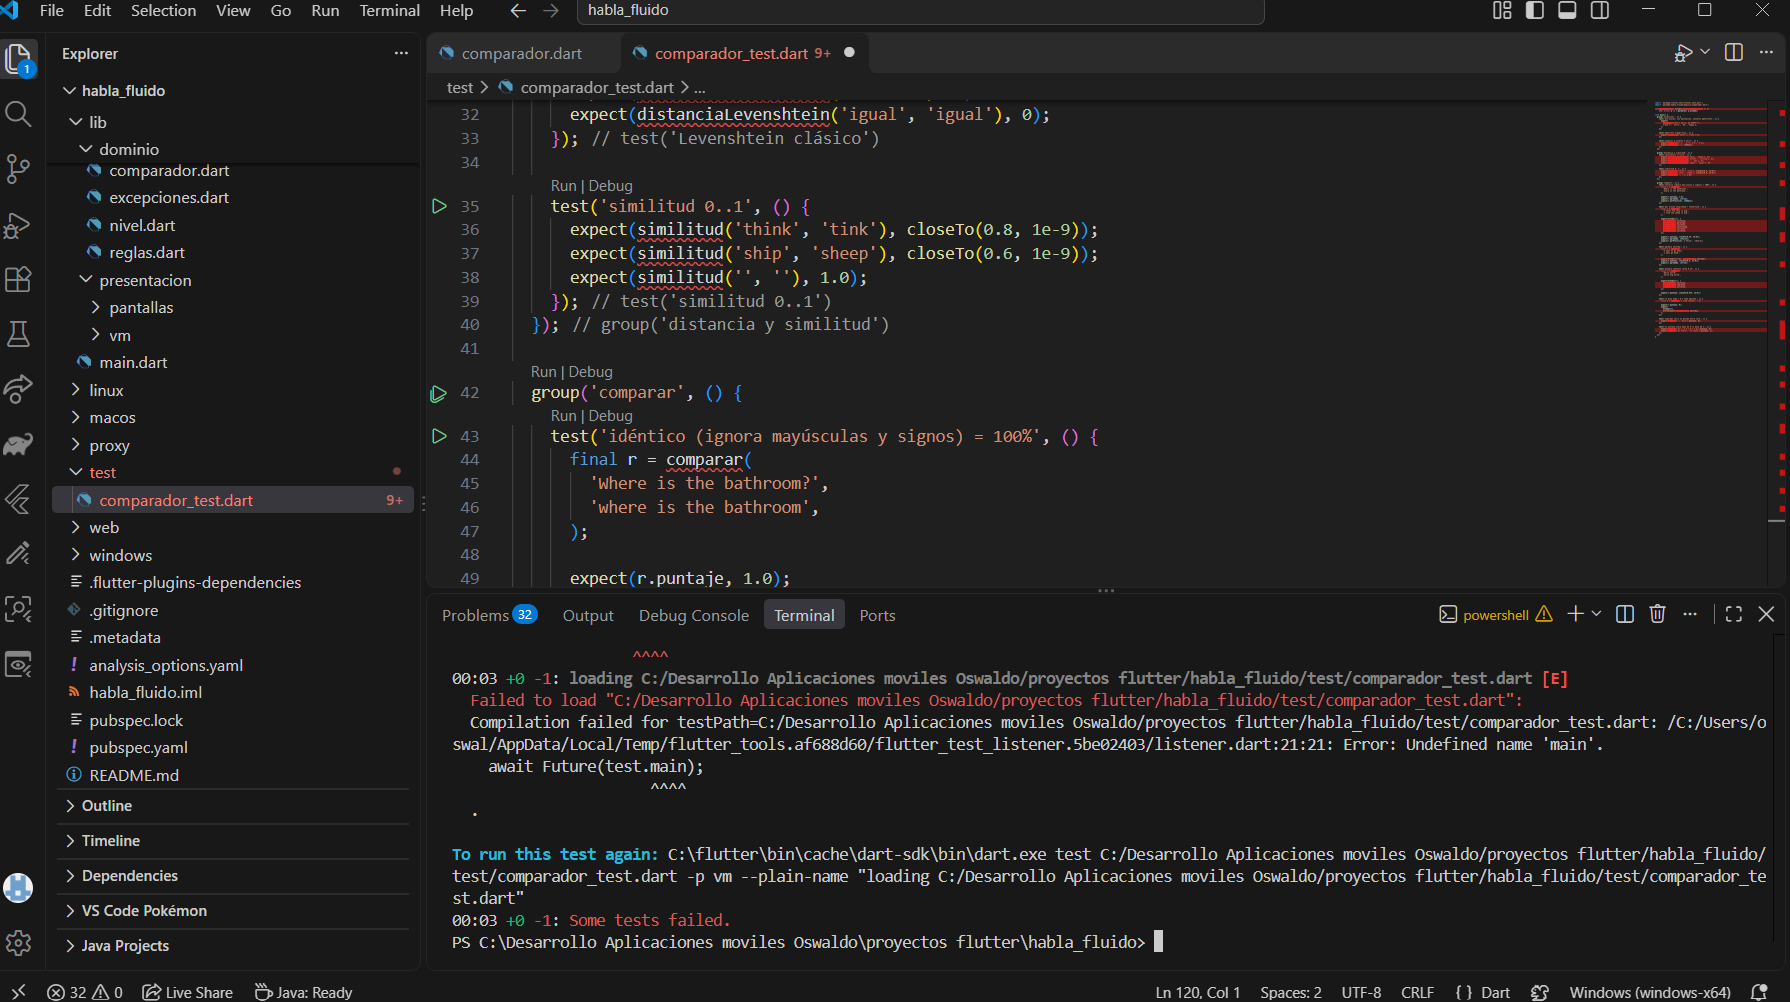 File Edit Selection View Go Run Terminal Help
habla_fluido
Explorer
1
habla_fluido
lib
dominio
comparador.dart
excepciones.dart
nivel.dart
reglas.dart
presentacion
pantallas
vm
main.dart
linux
macos
proxy
test
comparador_test.dart 9+
web
windows
.flutter-plugins-dependencies
.gitignore
.metadata
analysis_options.yaml
habla_fluido.iml
pubspec.lock
pubspec.yaml
README.md
Outline
Timeline
Dependencies
VS Code Pokémon
Java Projects
comparador.dart comparador_test.dart 9+
test > comparador_test.dart > ...
32 expect(distanciaLevenshtein('igual', 'igual'), 0);
33 }); // test('Levenshtein clásico')
34
Run | Debug
35 test('similitud 0..1', () {
36 expect(similitud('think', 'tink'), closeTo(0.8, 1e-9));
37 expect(similitud('ship', 'sheep'), closeTo(0.6, 1e-9));
38 expect(similitud('', ''), 1.0);
39 }); // test('similitud 0..1')
40 }); // group('distancia y similitud')
41
Run | Debug
42 group('comparar', () {
Run | Debug
43 test('idéntico (ignora mayúsculas y signos) = 100%', () {
44 final r = comparar(
45 'Where is the bathroom?',
46 'where is the bathroom',
47 );
48
49 expect(r.puntaje, 1.0);
Problems 32 Output Debug Console Terminal Ports
powershell
^^^^
00:03 +0 -1: loading C:/Desarrollo Aplicaciones moviles Oswaldo/proyectos flutter/habla_fluido/test/comparador_test.dart [E]
Failed to load "C:/Desarrollo Aplicaciones moviles Oswaldo/proyectos flutter/habla_fluido/test/comparador_test.dart":
Compilation failed for testPath=C:/Desarrollo Aplicaciones moviles Oswaldo/proyectos flutter/habla_fluido/test/comparador_test.dart: /C:/Users/o
swal/AppData/Local/Temp/flutter_tools.af688d60/flutter_test_listener.5be02403/listener.dart:21:21: Error: Undefined name 'main'.
await Future(test.main);
^^^^
.
To run this test again: C:\flutter\bin\cache\dart-sdk\bin\dart.exe test C:/Desarrollo Aplicaciones moviles Oswaldo/proyectos flutter/habla_fluido/
test/comparador_test.dart -p vm --plain-name "loading C:/Desarrollo Aplicaciones moviles Oswaldo/proyectos flutter/habla_fluido/test/comparador_te
st.dart"
00:03 +0 -1: Some tests failed.
PS C:\Desarrollo Aplicaciones moviles Oswaldo\proyectos flutter\habla_fluido>
32 0 Live Share Java: Ready
Ln 120, Col 1 Spaces: 2 UTF-8 CRLF { } Dart Windows (windows-x64)